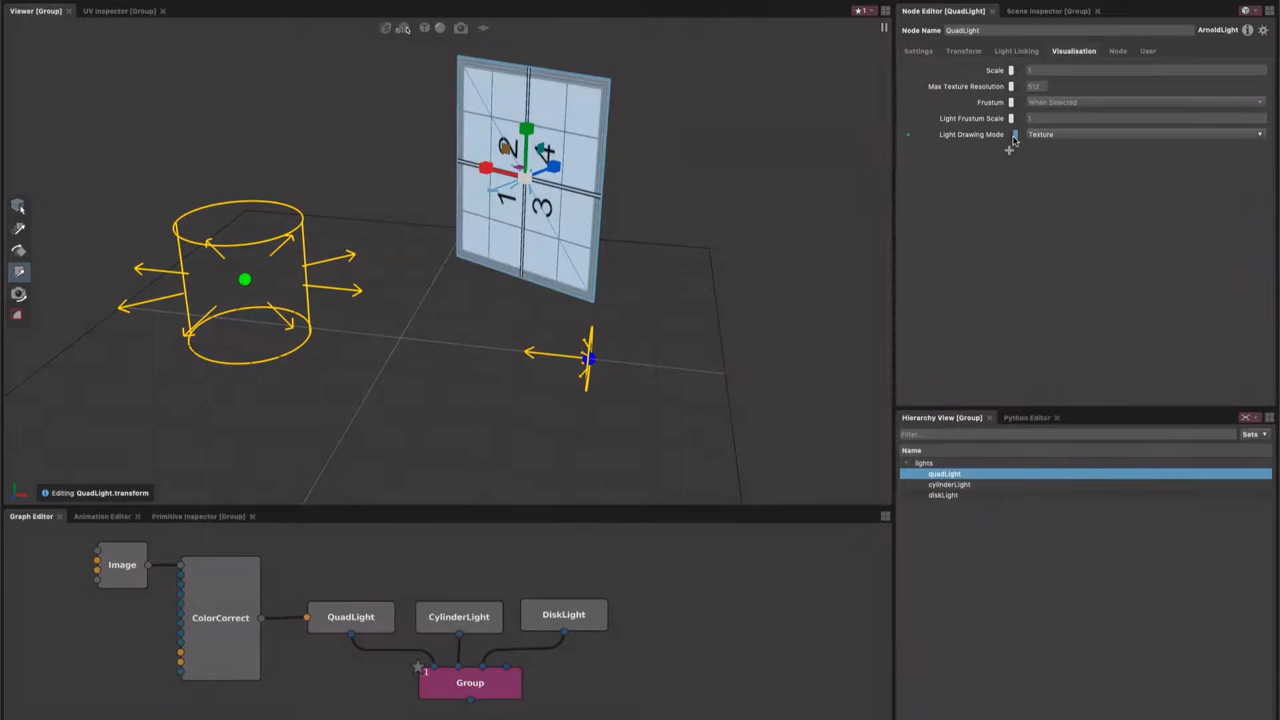 Viewer [Group] UV Inspector [Group]
★1
2 4
1 3
Editing QuadLight.transform
Graph Editor Animation Editor Primitive Inspector [Group]
Image
ColorCorrect
QuadLight CylinderLight DiskLight
1
Group
Node Editor [QuadLight] Scene Inspector [Group]
Node Name QuadLight ArnoldLight
Settings Transform Light Linking Visualisation Node User
Scale 1
Max Texture Resolution 512
Frustum When Selected
Light Frustum Scale 1
Light Drawing Mode Texture
Hierarchy View [Group] Python Editor
Filter... Sets
Name
lights
quadLight
cylinderLight
diskLight